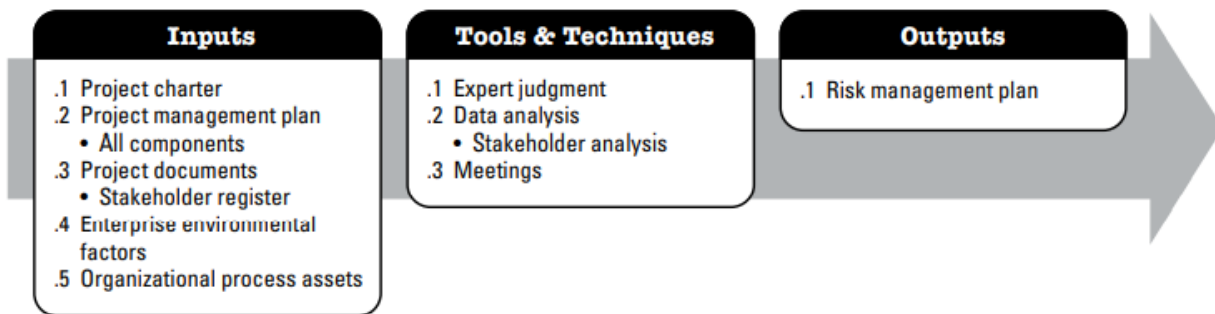 Inputs
.1 Project charter
.2 Project management plan
• All components
.3 Project documents
• Stakeholder register
.4 Enterprise environmental
factors
.5 Organizational process assets
Tools & Techniques
.1 Expert judgment
.2 Data analysis
• Stakeholder analysis
.3 Meetings
Outputs
.1 Risk management plan